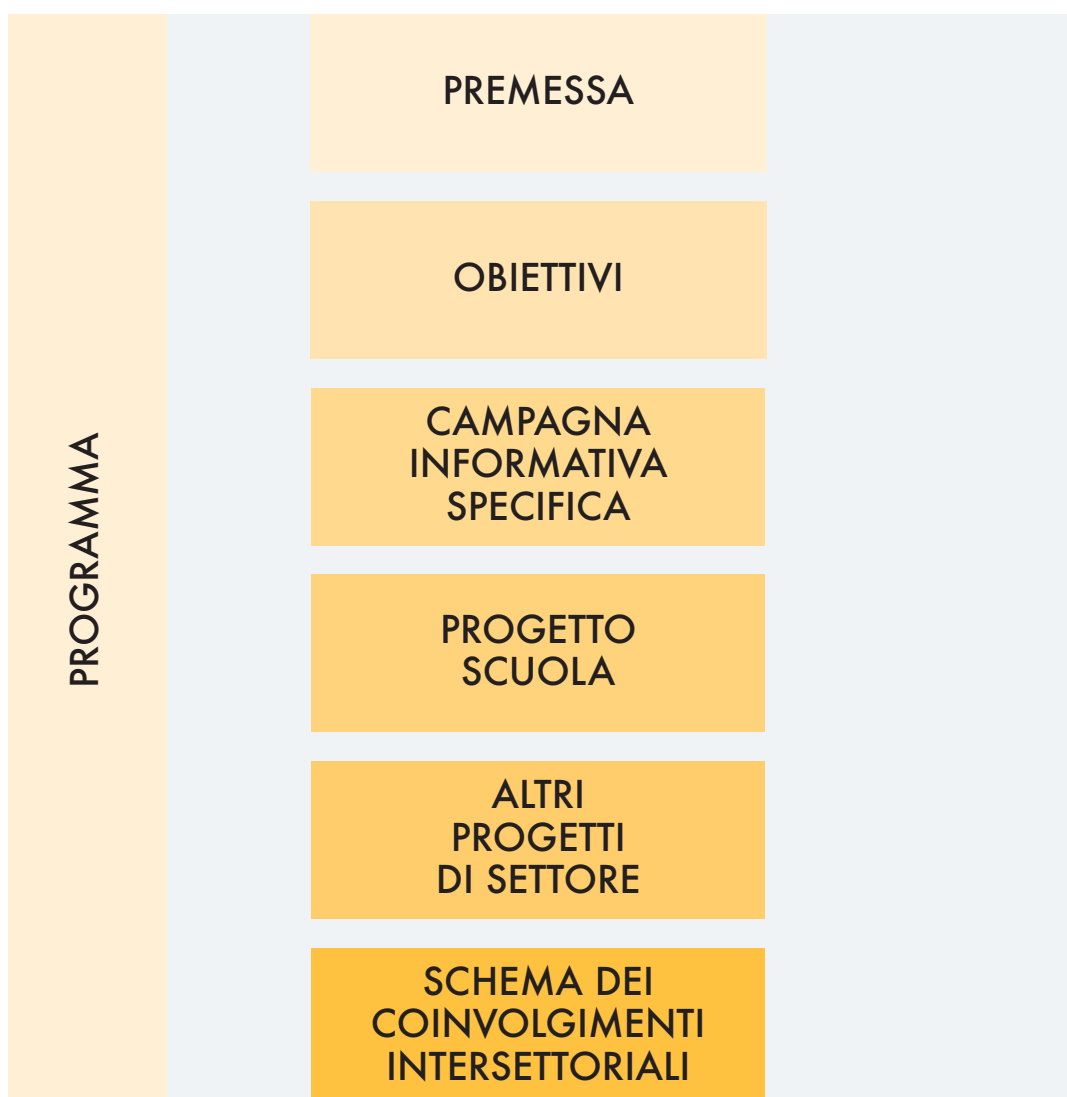 PROGRAMMA
PREMESSA
OBIETTIVI
CAMPAGNA
INFORMATIVA
SPECIFICA
PROGETTO
SCUOLA
ALTRI
PROGETTI
DI SETTORE
SCHEMA DEI
COINVOLGIMENTI
INTERSETTORIALI